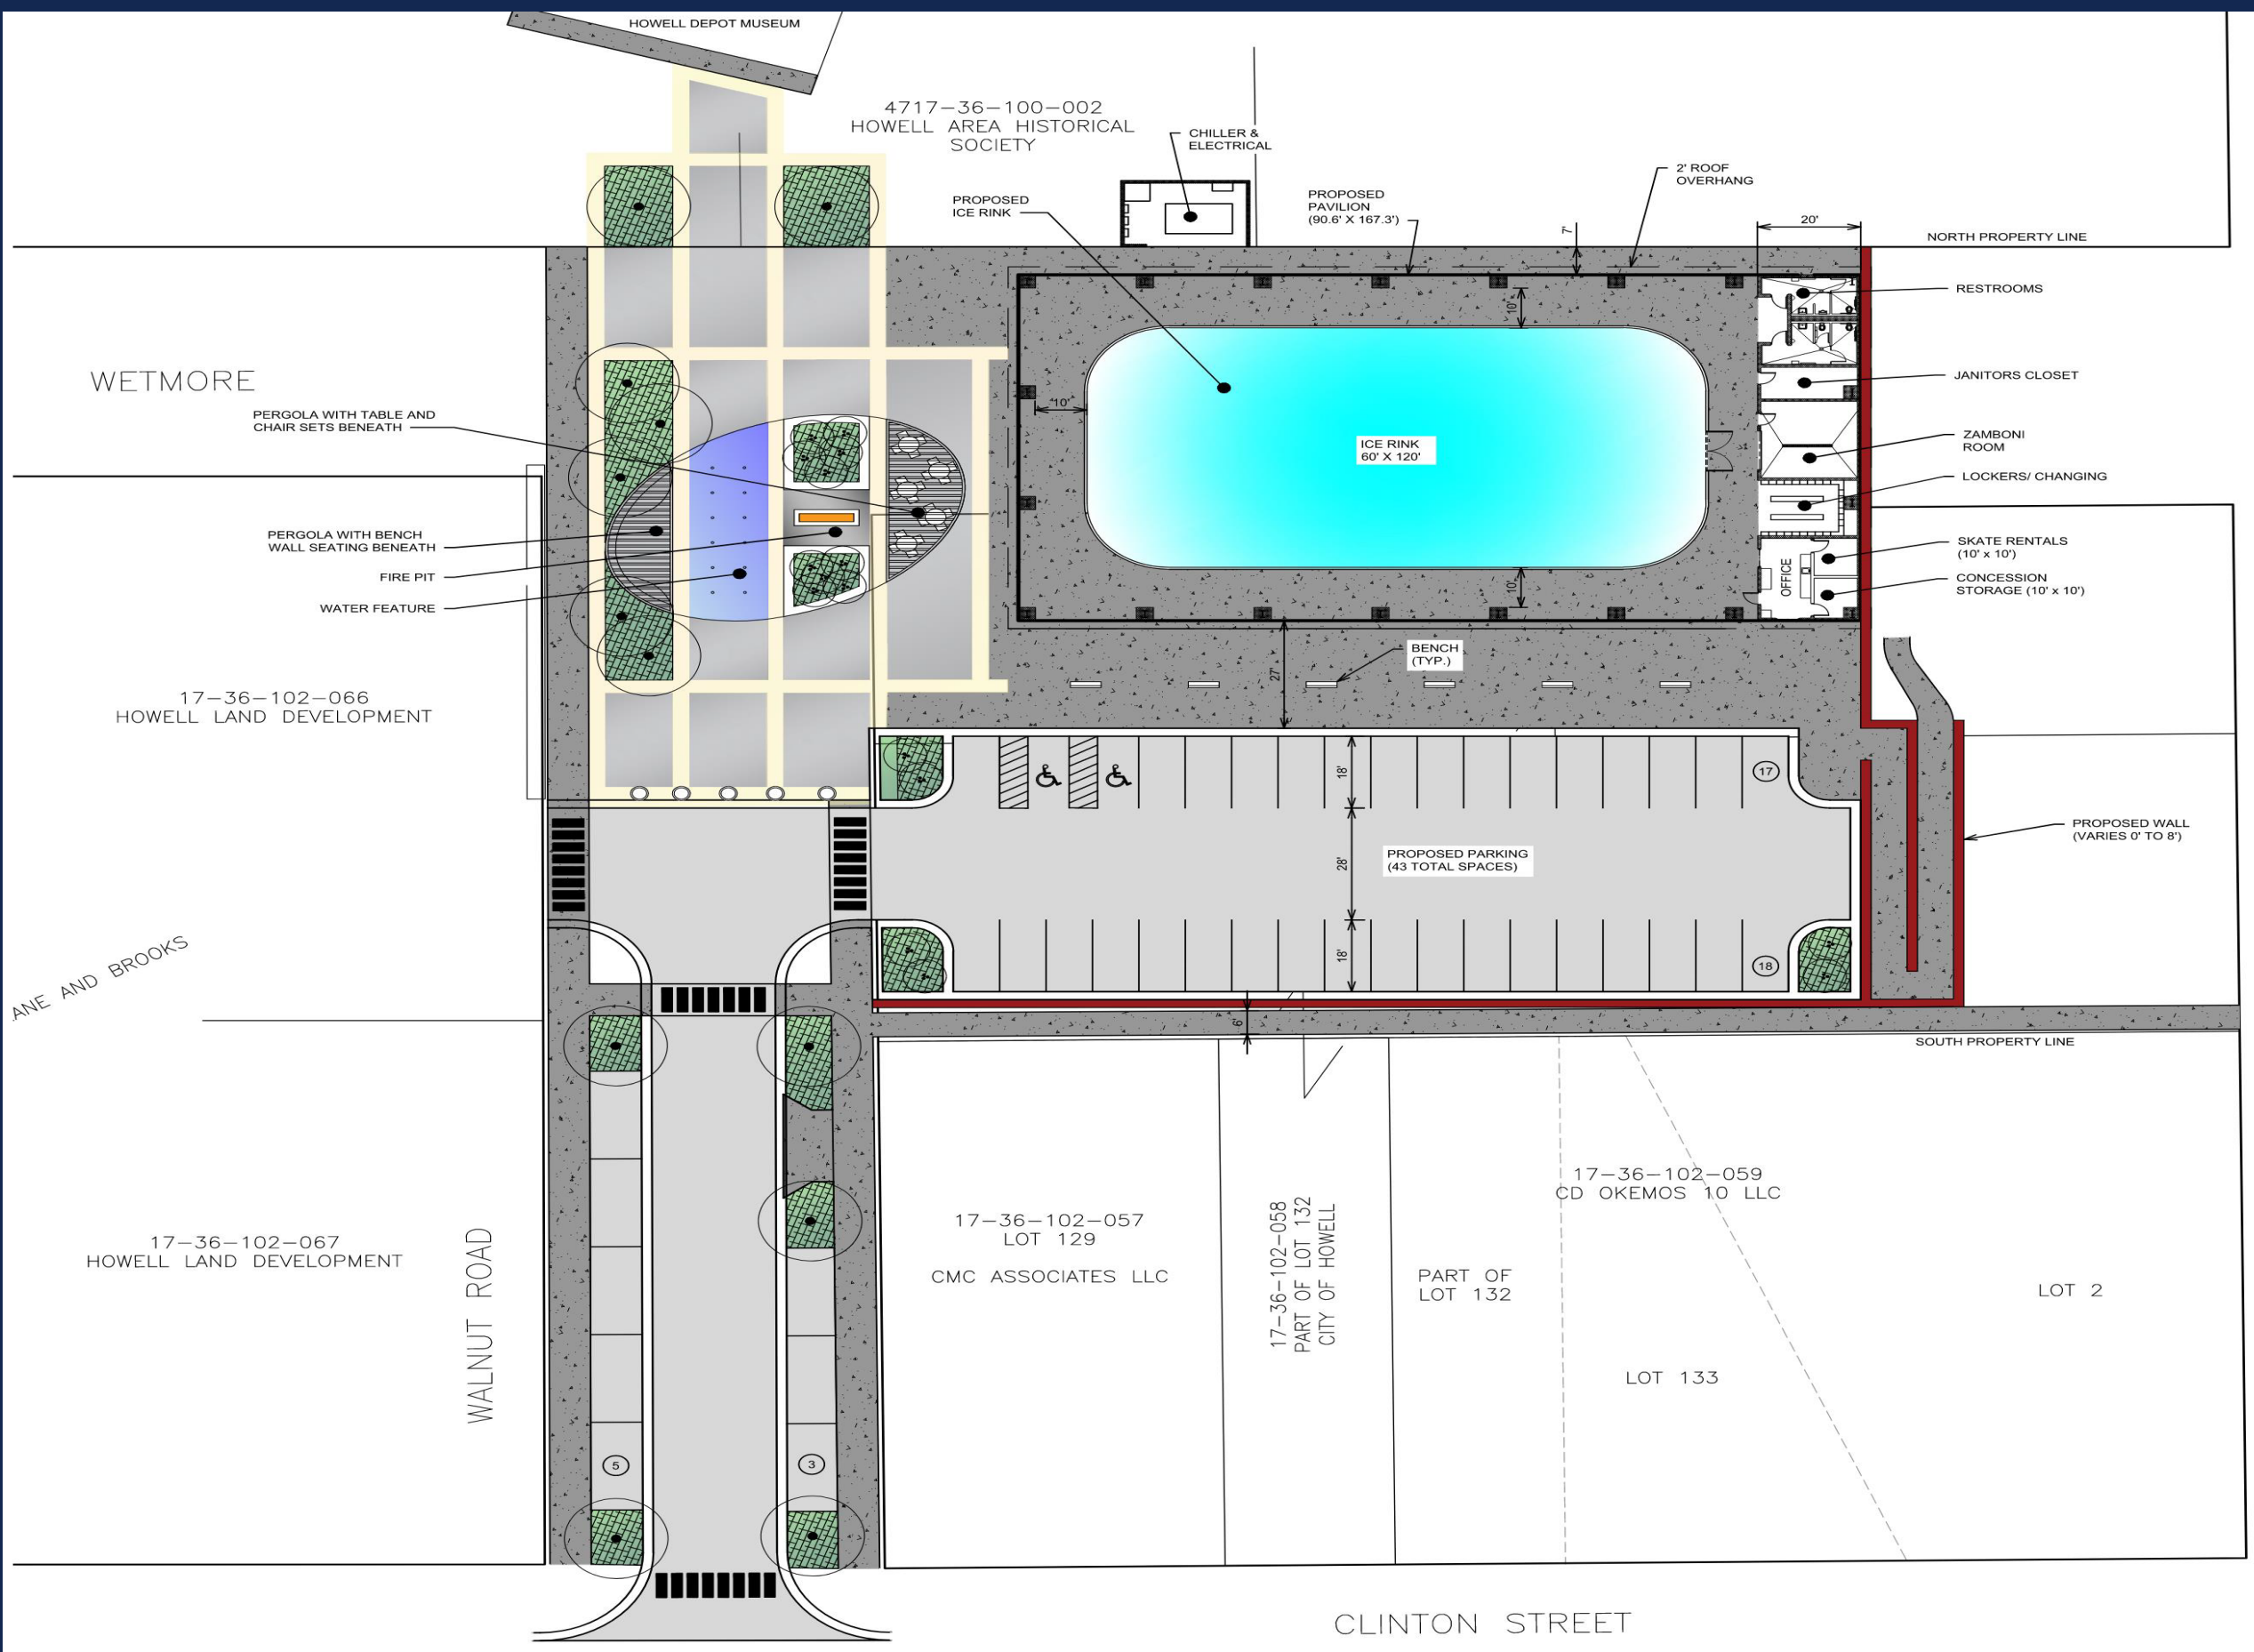 HOWELL DEPOT MUSEUM
4717-36-100-002
HOWELL AREA HISTORICAL
SOCIETY
CHILLER &
ELECTRICAL
PROPOSED
ICE RINK
PROPOSED
PAVILION
(90.6' X 167.3')
2' ROOF
OVERHANG
7'
20'
NORTH PROPERTY LINE
RESTROOMS
JANITORS CLOSET
ZAMBONI
ROOM
LOCKERS/ CHANGING
SKATE RENTALS
(10' x 10')
CONCESSION
STORAGE (10' x 10')
OFFICE
10'
10'
10'
ICE RINK
60' X 120'
WETMORE
PERGOLA WITH TABLE AND
CHAIR SETS BENEATH
PERGOLA WITH BENCH
WALL SEATING BENEATH
FIRE PIT
WATER FEATURE
17-36-102-066
HOWELL LAND DEVELOPMENT
BENCH
(TYP.)
27'
18'
17
28'
PROPOSED PARKING
(43 TOTAL SPACES)
18'
18
PROPOSED WALL
(VARIES 0' TO 8')
ANE AND BROOKS
6'
SOUTH PROPERTY LINE
17-36-102-067
HOWELL LAND DEVELOPMENT
WALNUT ROAD
5
3
17-36-102-057
LOT 129
CMC ASSOCIATES LLC
17-36-102-058
PART OF LOT 132
CITY OF HOWELL
17-36-102-059
CD OKEMOS 10 LLC
PART OF
LOT 132
LOT 133
LOT 2
CLINTON STREET